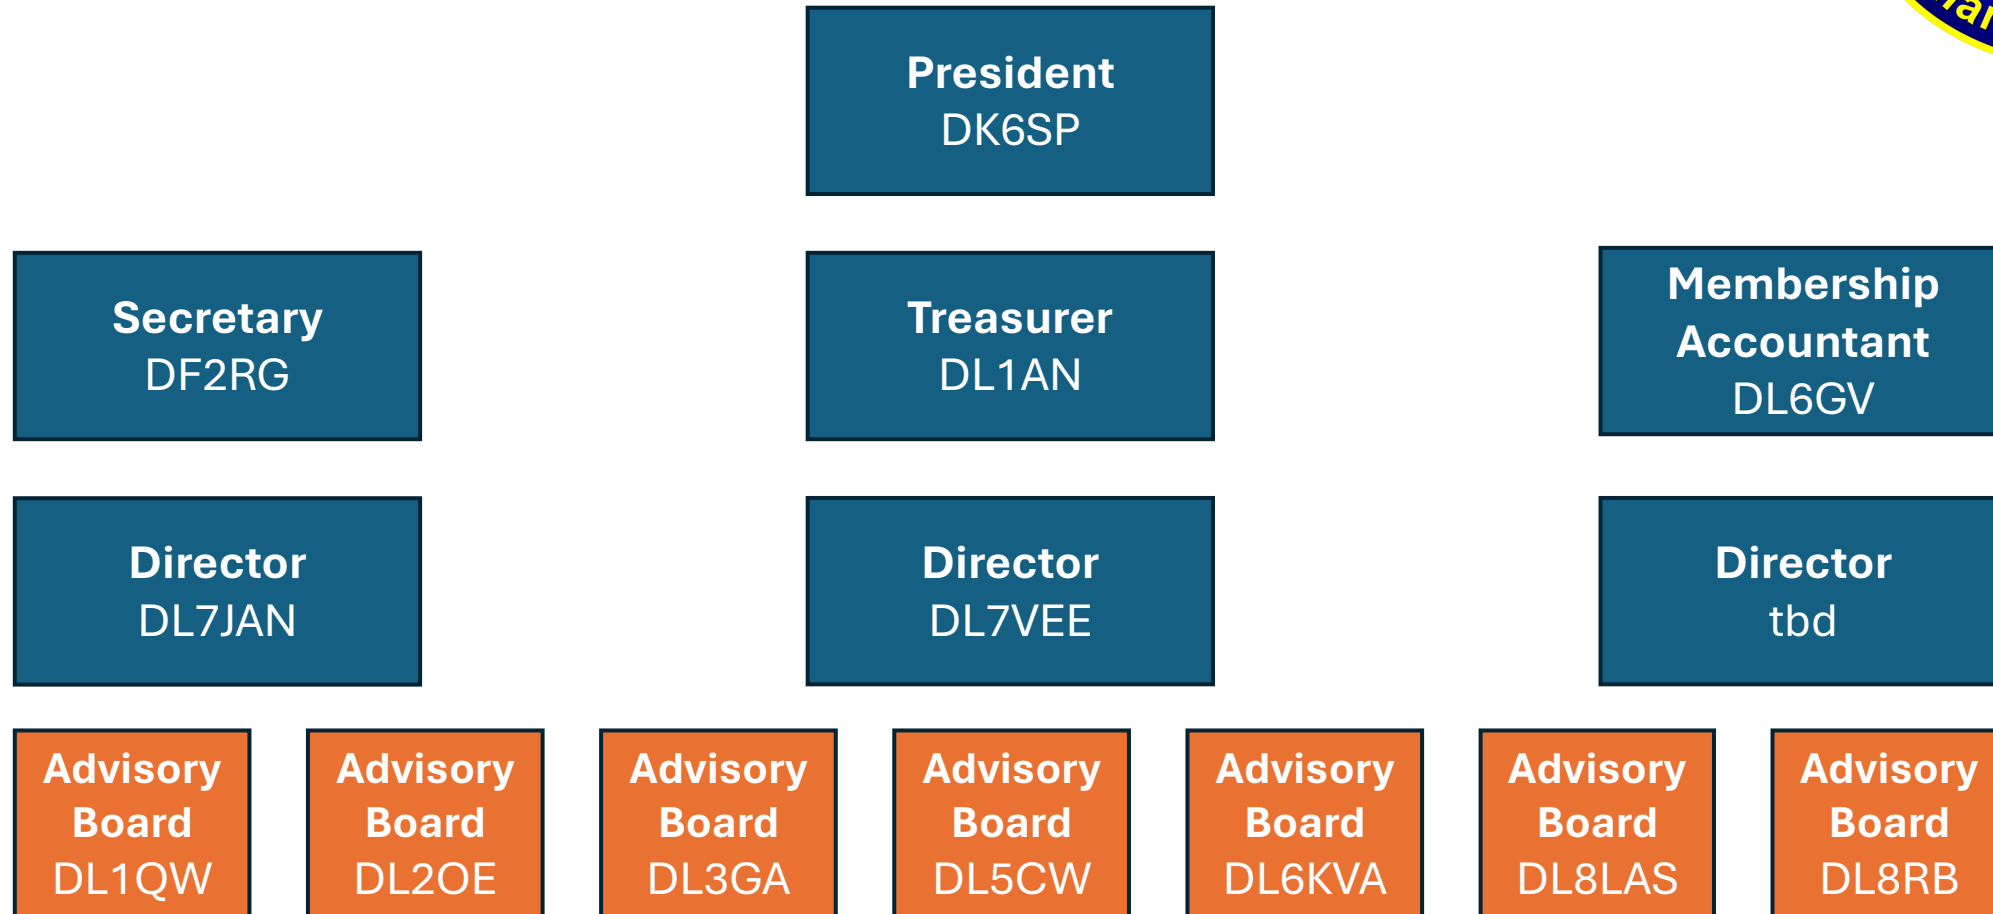 President
DK6SP
Secretary
DF2RG
Treasurer
DL1AN
Membership
Accountant
DL6GV
Director
DL7JAN
Director
DL7VEE
Director
tbd
Advisory
Board
DL1QW
Advisory
Board
DL2OE
Advisory
Board
DL3GA
Advisory
Board
DL5CW
Advisory
Board
DL6KVA
Advisory
Board
DL8LAS
Advisory
Board
DL8RB